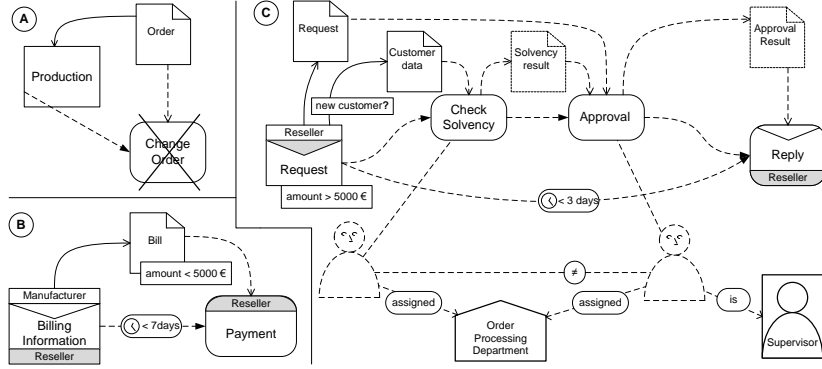 A
Order
Production
Change
Order
B
Bill
amount < 5000 €
Manufacturer
Billing
Information
Reseller
< 7days
Reseller
Payment
C
Request
Customer
data
Solvency
result
Approval
Result
new customer?
Reseller
Request
amount > 5000 €
Check
Solvency
Approval
Reply
Reseller
< 3 days
≠
assigned
assigned
is
Order
Processing
Department
Supervisor